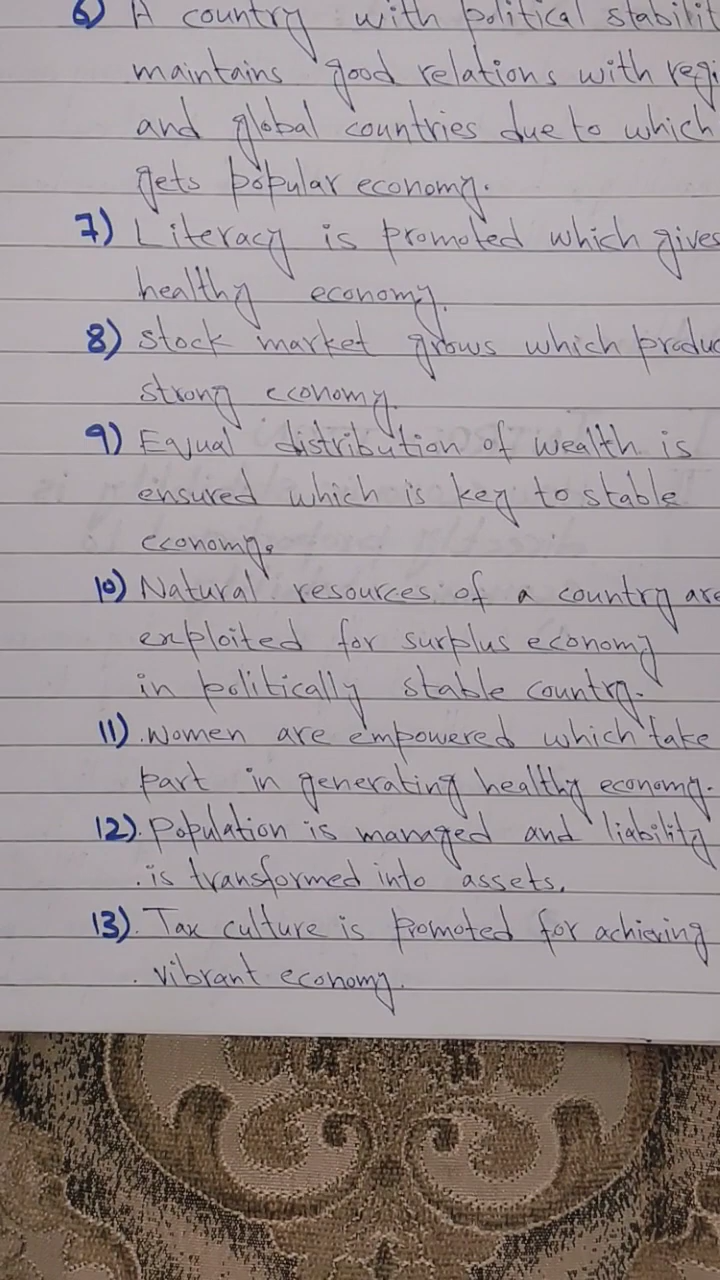 6) A country with political stabilit
maintains good relations with regi
and global countries due to which
gets popular economy.
7) Literacy is promoted which gives
healthy economy.
8) Stock market grows which produc
strong economy.
9) Equal distribution of wealth is
ensured which is key to stable
economy.
10) Natural resources of a country are
exploited for surplus economy
in politically stable country.
11). Women are empowered which take
part in generating healthy economy.
12). Population is managed and liability
. is transformed into assets.
13). Tax culture is promoted for achieving
. vibrant economy.